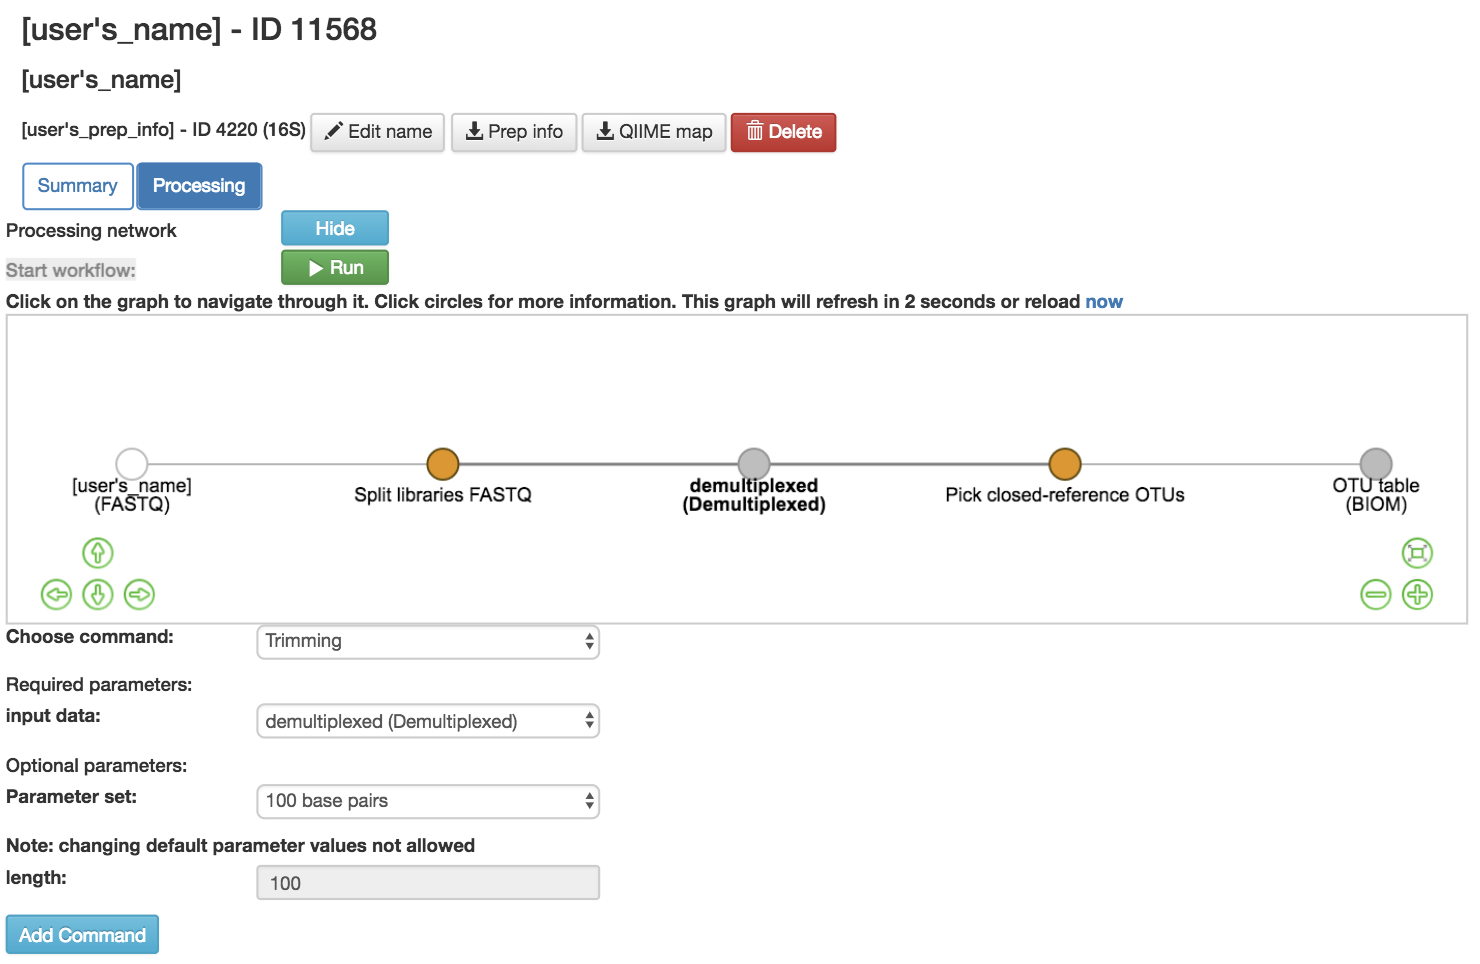 [user's_name] - ID 11568
[user's_name]
[user's_prep_info] - ID 4220 (16S) Edit name Prep info QIIME map Delete
Summary Processing
Processing network Hide
Start workflow: Run
Click on the graph to navigate through it. Click circles for more information. This graph will refresh in 2 seconds or reload now
[user's_name]
(FASTQ)
Split libraries FASTQ
demultiplexed
(Demultiplexed)
Pick closed-reference OTUs
OTU table
(BIOM)
Choose command: Trimming
Required parameters:
input data: demultiplexed (Demultiplexed)
Optional parameters:
Parameter set: 100 base pairs
Note: changing default parameter values not allowed
length: 100
Add Command